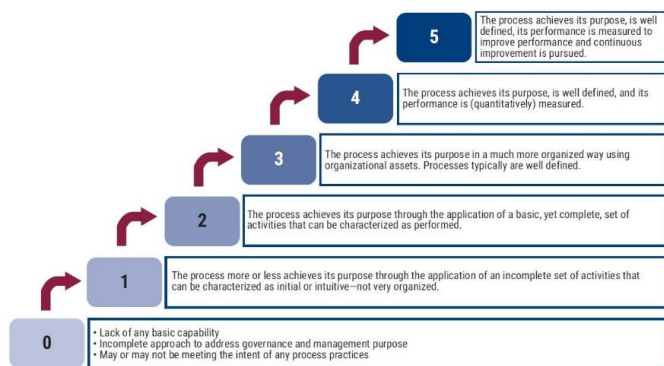 5
The process achieves its purpose, is well
defined, its performance is measured to
improve performance and continuous
improvement is pursued.
4
The process achieves its purpose, is well defined, and its
performance is (quantitatively) measured.
3
The process achieves its purpose in a much more organized way using
organizational assets. Processes typically are well defined.
2
The process achieves its purpose through the application of a basic, yet complete, set of
activities that can be characterized as performed.
1
The process more or less achieves its purpose through the application of an incomplete set of activities that
can be characterized as initial or intuitive—not very organized.
0
• Lack of any basic capability
• Incomplete approach to address governance and management purpose
• May or may not be meeting the intent of any process practices